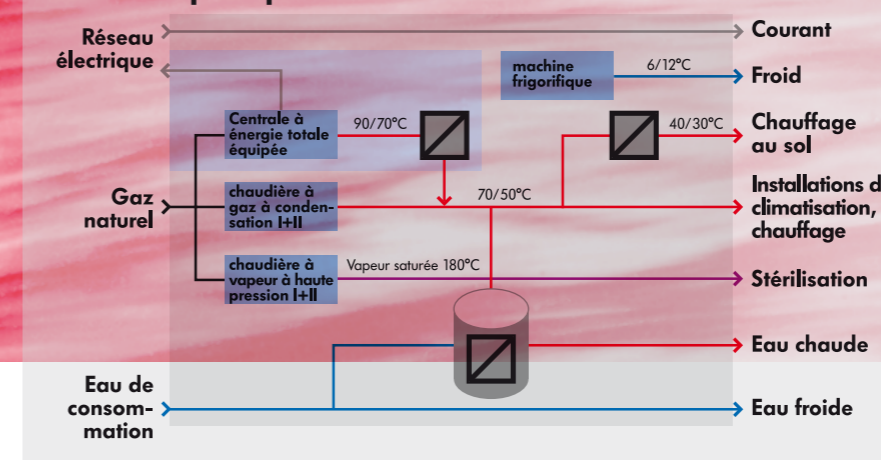 Réseau
électrique
Courant
machine
frigorifique
6/12°C
Froid
Centrale à
énergie totale
équipée
90/70°C
40/30°C
Chauffage
au sol
Gaz
naturel
chaudière à
gaz à conden-
sation I+II
70/50°C
Installations d
climatisation,
chauffage
chaudière à
vapeur à haute
pression I+II
Vapeur saturée 180°C
Stérilisation
Eau chaude
Eau de
consom-
mation
Eau froide